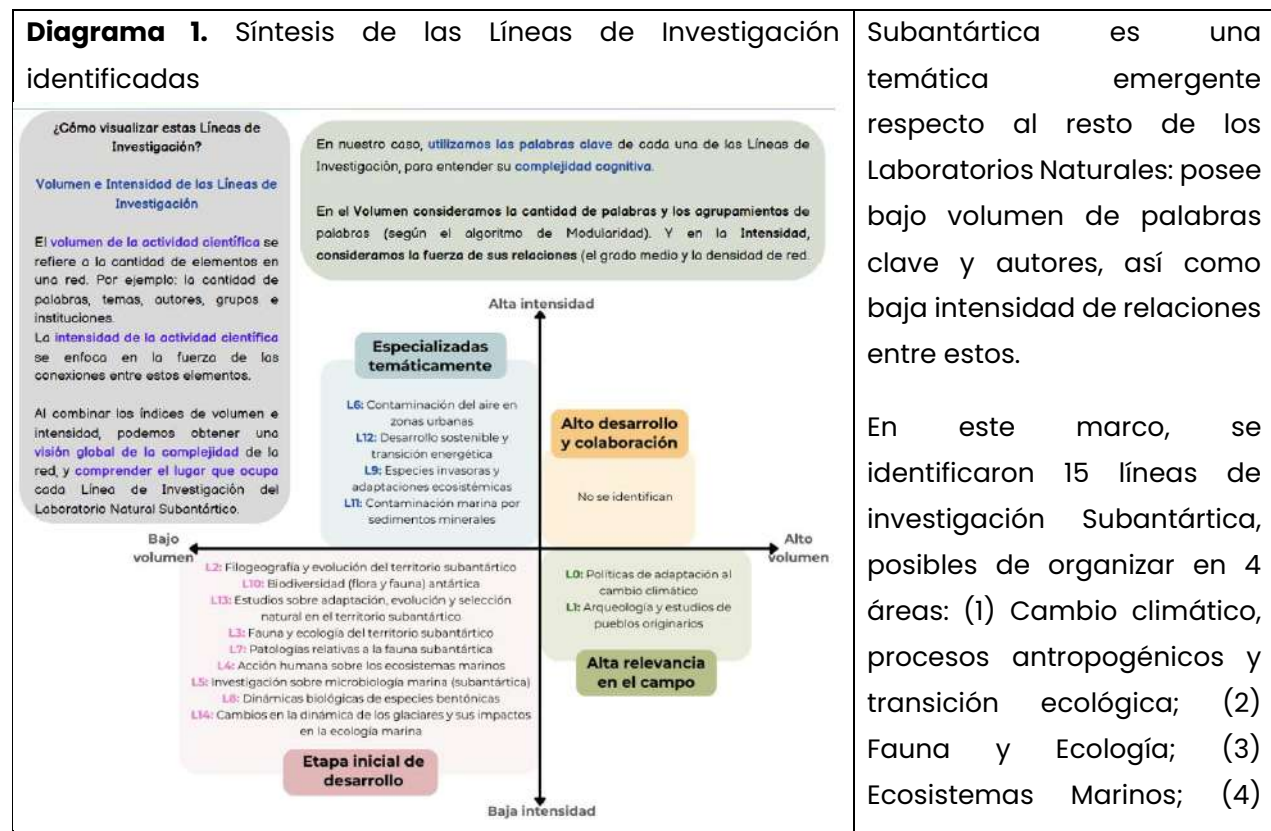 Diagrama 1. Síntesis de las Líneas de Investigación
identificadas
¿Cómo visualizar estas Líneas de
Investigación?
Volumen e Intensidad de las Líneas de
Investigación
El volumen de la actividad científica se
refiere a la cantidad de elementos en
una red. Por ejemplo: la cantidad de
palabras, temas, autores, grupos e
instituciones.
La intensidad de la actividad científica
se enfoca en la fuerza de las
conexiones entre estos elementos.
Al combinar los índices de volumen e
intensidad, podemos obtener una
visión global de la complejidad de la
red, y comprender el lugar que ocupa
cada Línea de Investigación del
Laboratorio Natural Subantártico.
En nuestro caso, utilizamos las palabras clave de cada una de las Líneas de
Investigación, para entender su complejidad cognitiva.
En el Volumen consideramos la cantidad de palabras y los agrupamientos de
palabras (según el algoritmo de Modularidad). Y en la Intensidad,
consideramos la fuerza de sus relaciones (el grado medio y la densidad de red.
Alta intensidad
Especializadas
temáticamente
L6: Contaminación del aire en
zonas urbanas
L12: Desarrollo sostenible y
transición energética
L9: Especies invasoras y
adaptaciones ecosistémicas
L11: Contaminación marina por
sedimentos minerales
Alto desarrollo
y colaboración
No se identifican
Bajo
volumen
Alto
volumen
L2: Filogeografía y evolución del territorio subantártico
L10: Biodiversidad (flora y fauna) antártica
L13: Estudios sobre adaptación, evolución y selección
natural en el territorio subantártico
L3: Fauna y ecología del territorio subantártico
L7: Patologías relativas a la fauna subantártica
L4: Acción humana sobre los ecosistemas marinos
L5: Investigación sobre microbiología marina (subantártica)
L8: Dinámicas biológicas de especies bentónicas
L14: Cambios en la dinámica de los glaciares y sus impactos
en la ecología marina
Etapa inicial de
desarrollo
L0: Políticas de adaptación al
cambio climático
L1: Arqueología y estudios de
pueblos originarios
Alta relevancia
en el campo
Baja intensidad
Subantártica es una
temática emergente
respecto al resto de los
Laboratorios Naturales: posee
bajo volumen de palabras
clave y autores, así como
baja intensidad de relaciones
entre estos.
En este marco, se
identificaron 15 líneas de
investigación Subantártica,
posibles de organizar en 4
áreas: (1) Cambio climático,
procesos antropogénicos y
transición ecológica; (2)
Fauna y Ecología; (3)
Ecosistemas Marinos; (4)